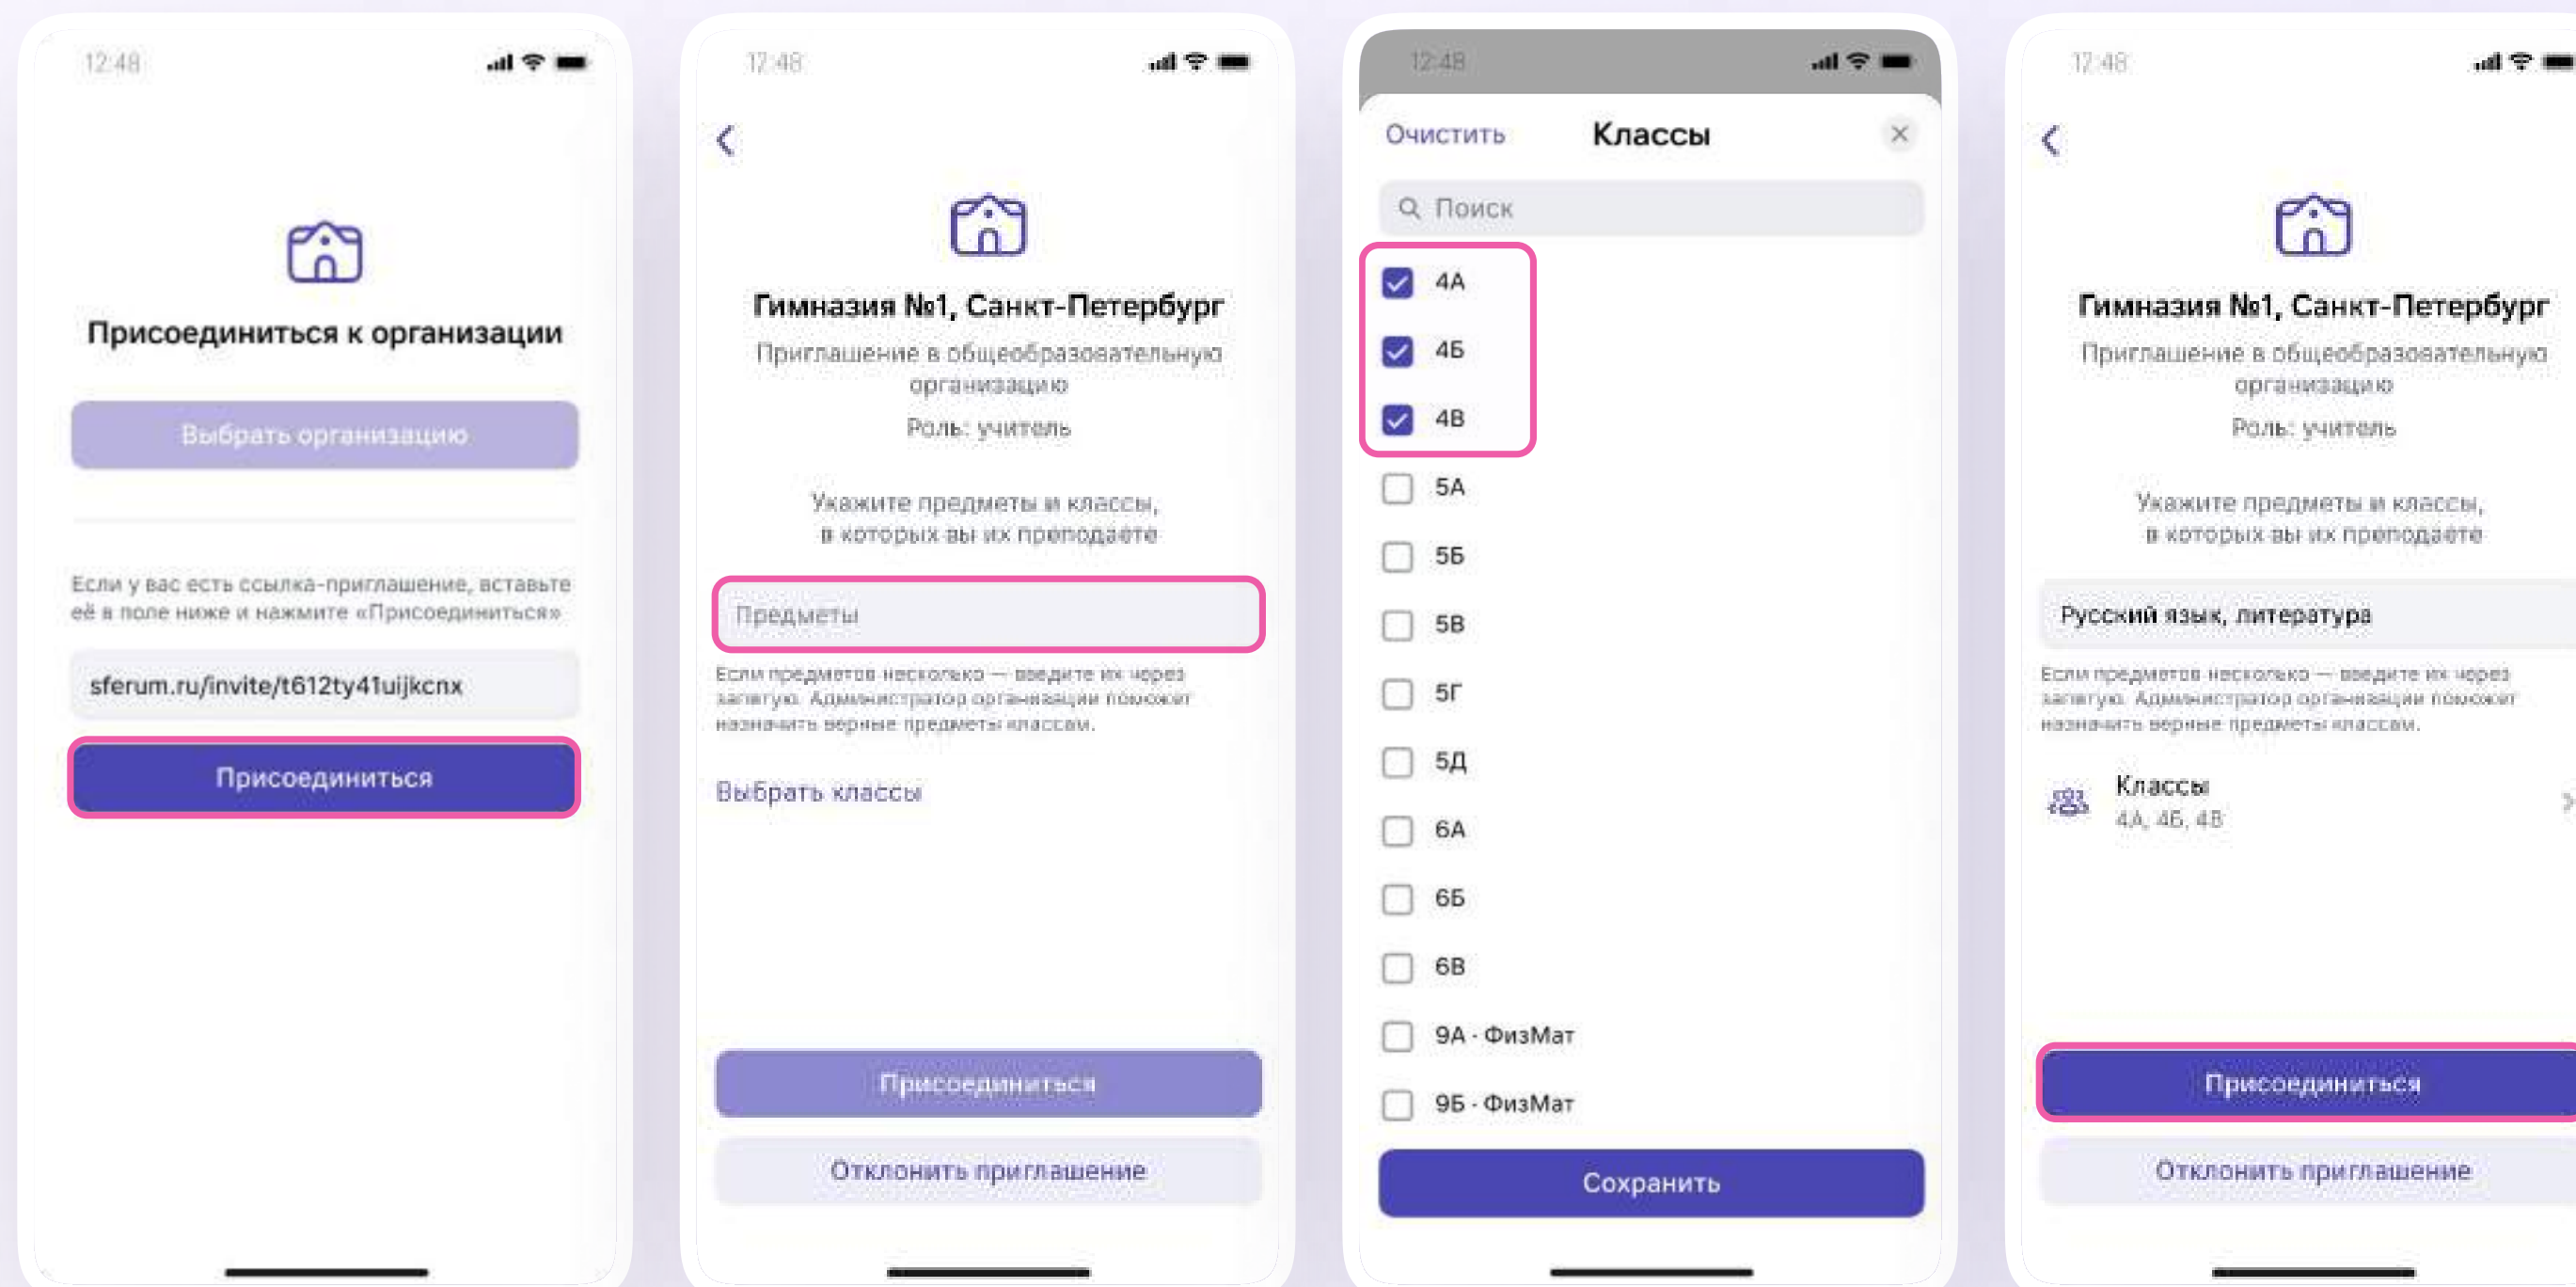 12:48
Присоединиться к организации
Выбрать организацию
Если у вас есть ссылка-приглашение, вставьте
её в поле ниже и нажмите «Присоединиться»
sferum.ru/invite/t612ty41uijkcnx
Присоединиться
12:48
Гимназия №1, Санкт-Петербург
Приглашение в общеобразовательную
организацию
Роль: учитель
Укажите предметы и классы,
в которых вы их преподаёте
Предметы
Если предметов несколько — введите их через
запятую. Администратор организации поможет
назначить верные предметы классам.
Выбрать классы
Присоединиться
Отклонить приглашение
12:48
Очистить
Классы
Поиск
4А
4Б
4В
5А
5Б
5В
5Г
5Д
6А
6Б
6В
9А · ФизМат
9Б · ФизМат
Сохранить
12:48
Гимназия №1, Санкт-Петербург
Приглашение в общеобразовательную
организацию
Роль: учитель
Укажите предметы и классы,
в которых вы их преподаёте
Русский язык, литература
Если предметов несколько — введите их через
запятую. Администратор организации поможет
назначить верные предметы классам.
Классы
4А, 4Б, 4В
Присоединиться
Отклонить приглашение